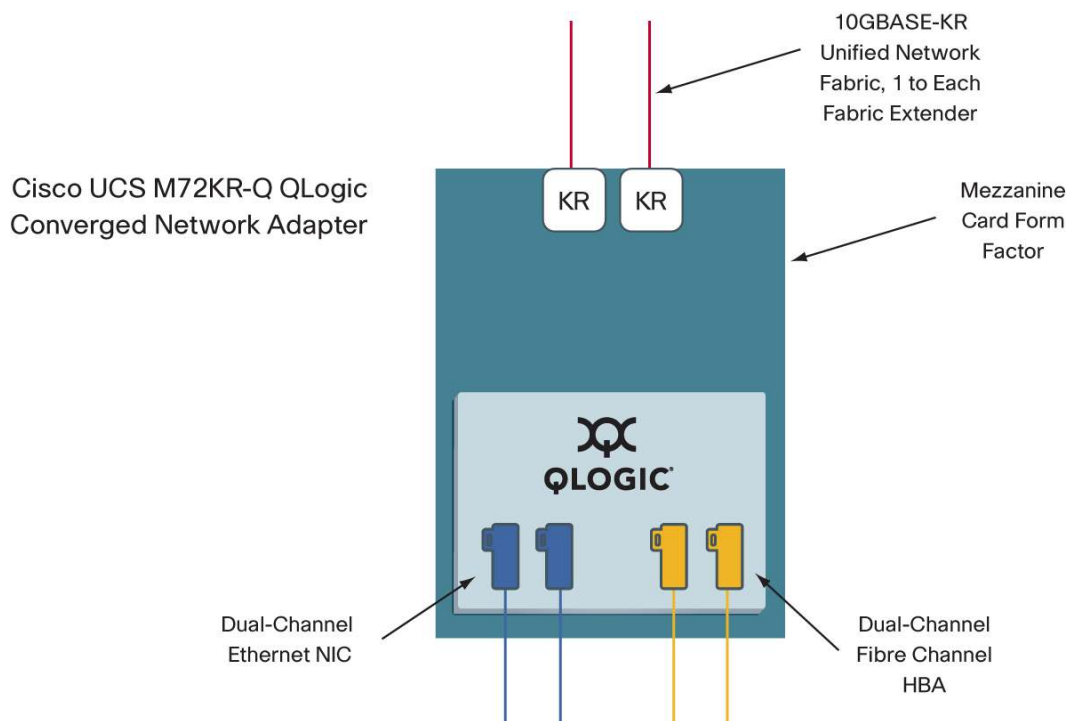 10GBASE-KR
Unified Network
Fabric, 1 to Each
Fabric Extender
Cisco UCS M72KR-Q QLogic
Converged Network Adapter
KR
KR
Mezzanine
Card Form
Factor
QLOGIC
Dual-Channel
Ethernet NIC
Dual-Channel
Fibre Channel
HBA